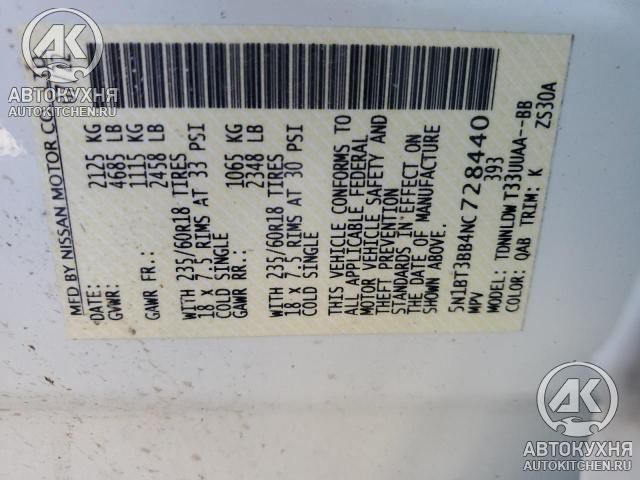 MFD BY NISSAN MOTOR CO
DATE:
GVWR: 2125 KG
4685 LB
GAWR FR.: 1115 KG
2458 LB
WITH 235/60R18 TIRES
18 X 7.5 RIMS AT 33 PSI
COLD SINGLE
GAWR RR.: 1065 KG
2348 LB
WITH 235/60R18 TIRES
18 X 7.5 RIMS AT 30 PSI
COLD SINGLE
THIS VEHICLE CONFORMS TO
ALL APPLICABLE FEDERAL
MOTOR VEHICLE SAFETY AND
THEFT PREVENTION
STANDARDS IN EFFECT ON
THE DATE OF MANUFACTURE
SHOWN ABOVE.
5N1BT3BB4NC728440
MPV 393
MODEL: TDNNLDW T33UUAA--BB
COLOR: QAB TRIM: K ZS30A
АК
АВТОКУХНЯ
AUTOKITCHEN.RU
АК
АВТОКУХНЯ
AUTOKITCHEN.RU